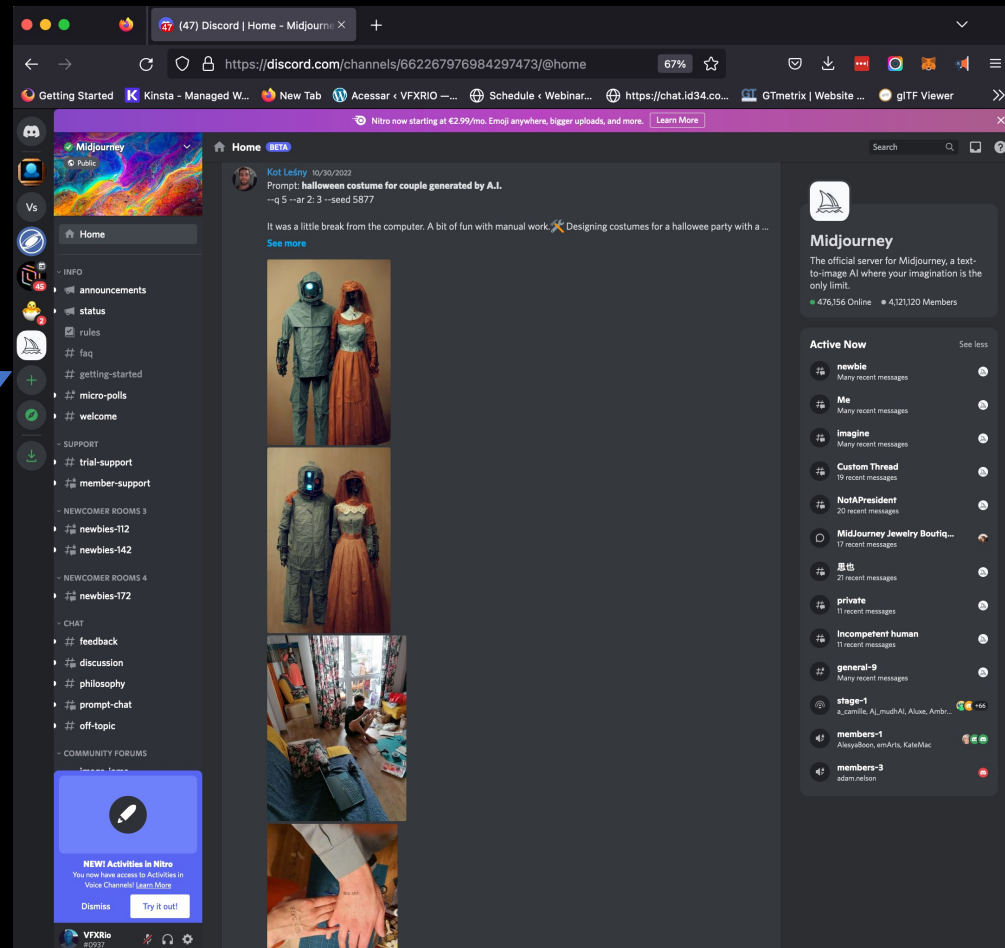 (47) Discord | Home - Midjourne
47
https://discord.com/channels/662267976984297473/@home
67%
Getting Started
Kinsta - Managed W...
New Tab
Acessar < VFXRIO —...
Schedule < Webinar...
https://chat.id34.co...
GTmetrix | Website ...
glTF Viewer
Nitro now starting at €2.99/mo. Emoji anywhere, bigger uploads, and more.
Learn More
Vs
45
2
Midjourney
Public
Home
INFO
announcements
status
rules
faq
getting-started
micro-polls
welcome
SUPPORT
trial-support
member-support
NEWCOMER ROOMS 3
newbies-112
newbies-142
NEWCOMER ROOMS 4
newbies-172
CHAT
feedback
discussion
philosophy
prompt-chat
off-topic
COMMUNITY FORUMS
NEW! Activities in Nitro
You now have access to Activities in
Voice Channels! Learn More
Dismiss
Try it out!
VFXRio
#0937
Home BETA
Search
Kot Leśny 10/30/2022
Prompt: halloween costume for couple generated by A.I.
--q 5 --ar 2: 3 --seed 5877
It was a little break from the computer. A bit of fun with manual work.🛠 Designing costumes for a hallowee party with a ...
See more
Midjourney
The official server for Midjourney, a text-
to-image AI where your imagination is the
only limit.
476,156 Online 4,121,120 Members
Active Now See less
newbie
Many recent messages
Me
Many recent messages
imagine
Many recent messages
Custom Thread
19 recent messages
NotAPresident
20 recent messages
MidJourney Jewelry Boutiq...
17 recent messages
思也
21 recent messages
private
11 recent messages
Incompetent human
11 recent messages
general-9
Many recent messages
stage-1
a_camille, Aj_mudhAI, Aluxe, Ambr...
+66
members-1
AlesyaBoon, emArts, KateMac
members-3
adam.nelson